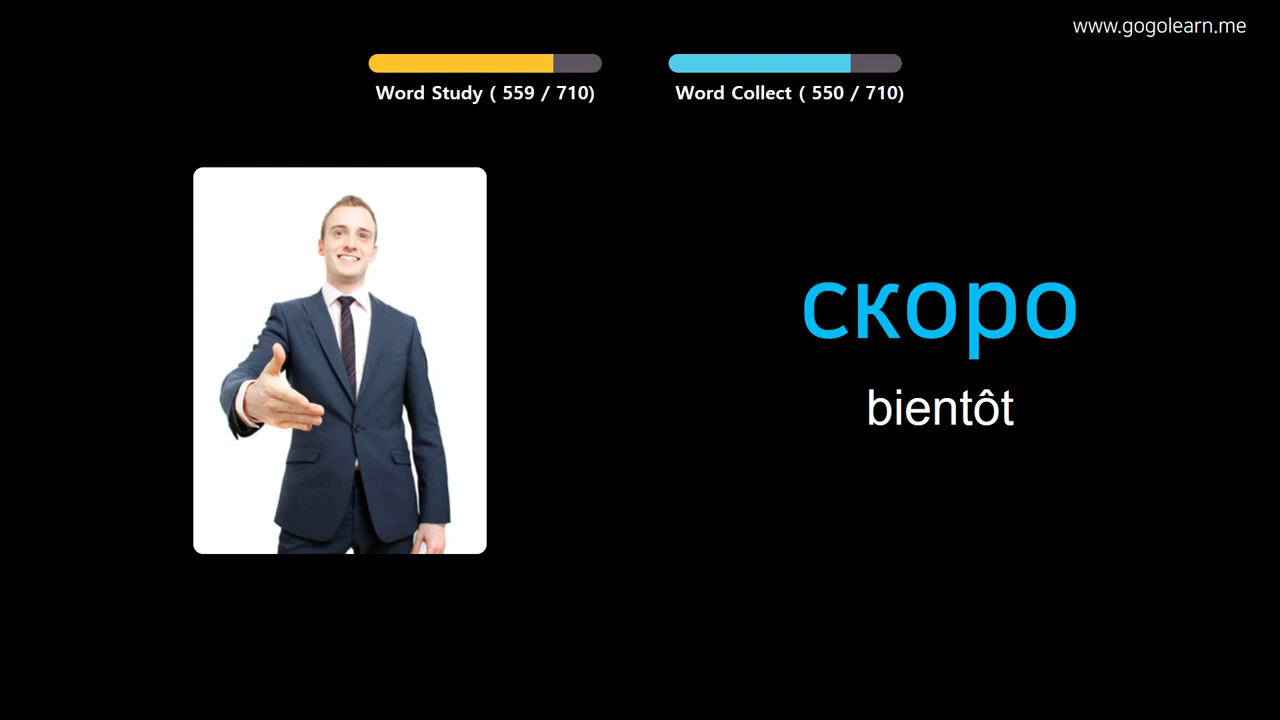 www.gogolearn.me
Word Study ( 559 / 710)
Word Collect ( 550 / 710)
скоро
bientôt